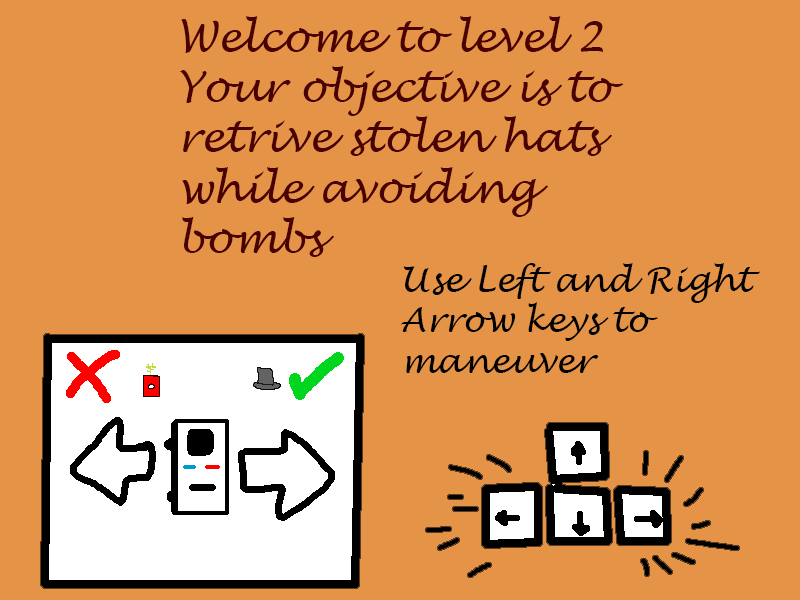 Welcome to level 2
Your objective is to
retrive stolen hats
while avoiding
bombs
Use Left and Right
Arrow keys to
maneuver